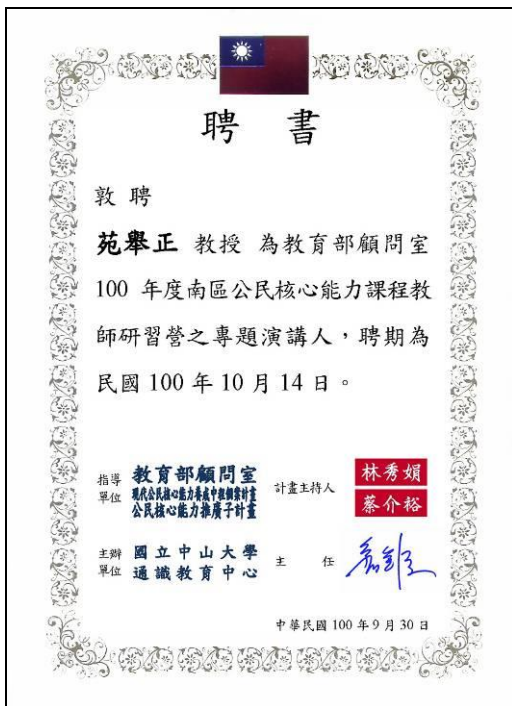 聘 書
敦 聘
苑舉正 教授 為教育部顧問室
100 年度南區公民核心能力課程教
師研習營之專題演講人，聘期為
民國 100 年 10 月 14 日。
指導單位 教育部顧問室
現代公民核心能力養成中程個案計畫
公民核心能力推廣子計畫
計畫主持人 林秀娟
蔡介裕
主辦單位 國立中山大學
通識教育中心
主 任
中華民國 100 年 9 月 30 日